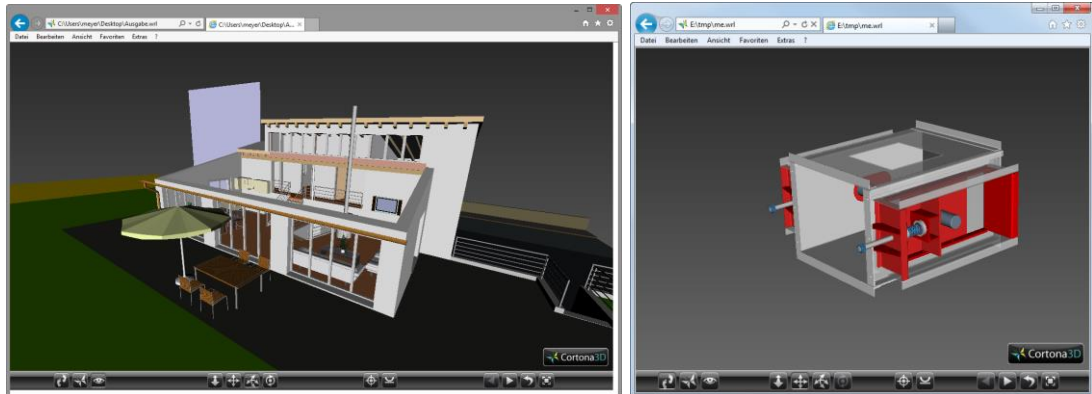 C:\Users\meyer\Desktop\Ausgabe.wrl
C:\Users\meyer\Desktop\A...
Datei Bearbeiten Ansicht Favoriten Extras ?
Cortona3D
E:\tmp\me.wrl
E:\tmp\me.wrl
Datei Bearbeiten Ansicht Favoriten Extras ?
Cortona3D